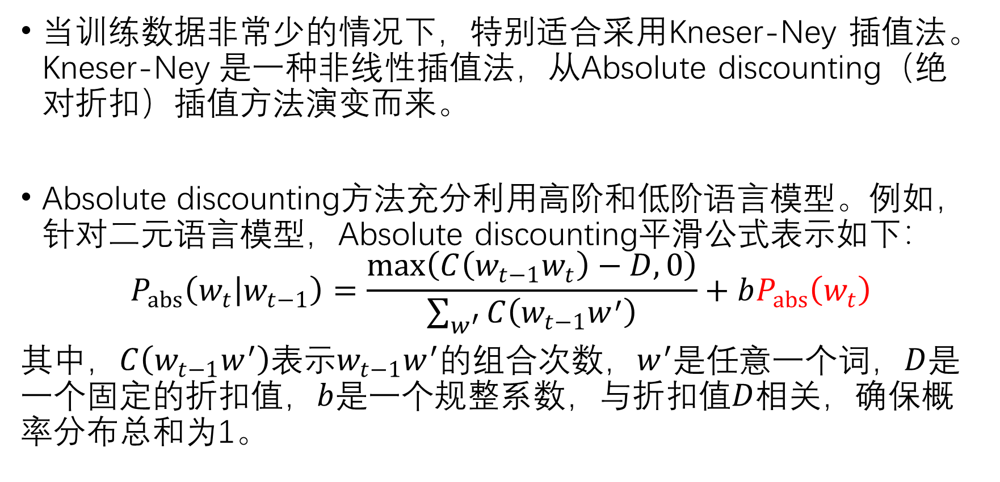 • 当训练数据非常少的情况下，特别适合采用Kneser-Ney 插值法。
Kneser-Ney 是一种非线性插值法，从Absolute discounting（绝
对折扣）插值方法演变而来。
• Absolute discounting方法充分利用高阶和低阶语言模型。例如，
针对二元语言模型，Absolute discounting平滑公式表示如下：
$P_{\text{abs}}(w_t|w_{t-1}) = \frac{\max(C(w_{t-1}w_t) - D, 0)}{\sum_{w'} C(w_{t-1}w')} + bP_{\text{abs}}(w_t)$
其中，$C(w_{t-1}w')$表示$w_{t-1}w'$的组合次数，$w'$是任意一个词，$D$是
一个固定的折扣值，$b$是一个规整系数，与折扣值$D$相关，确保概
率分布总和为1。